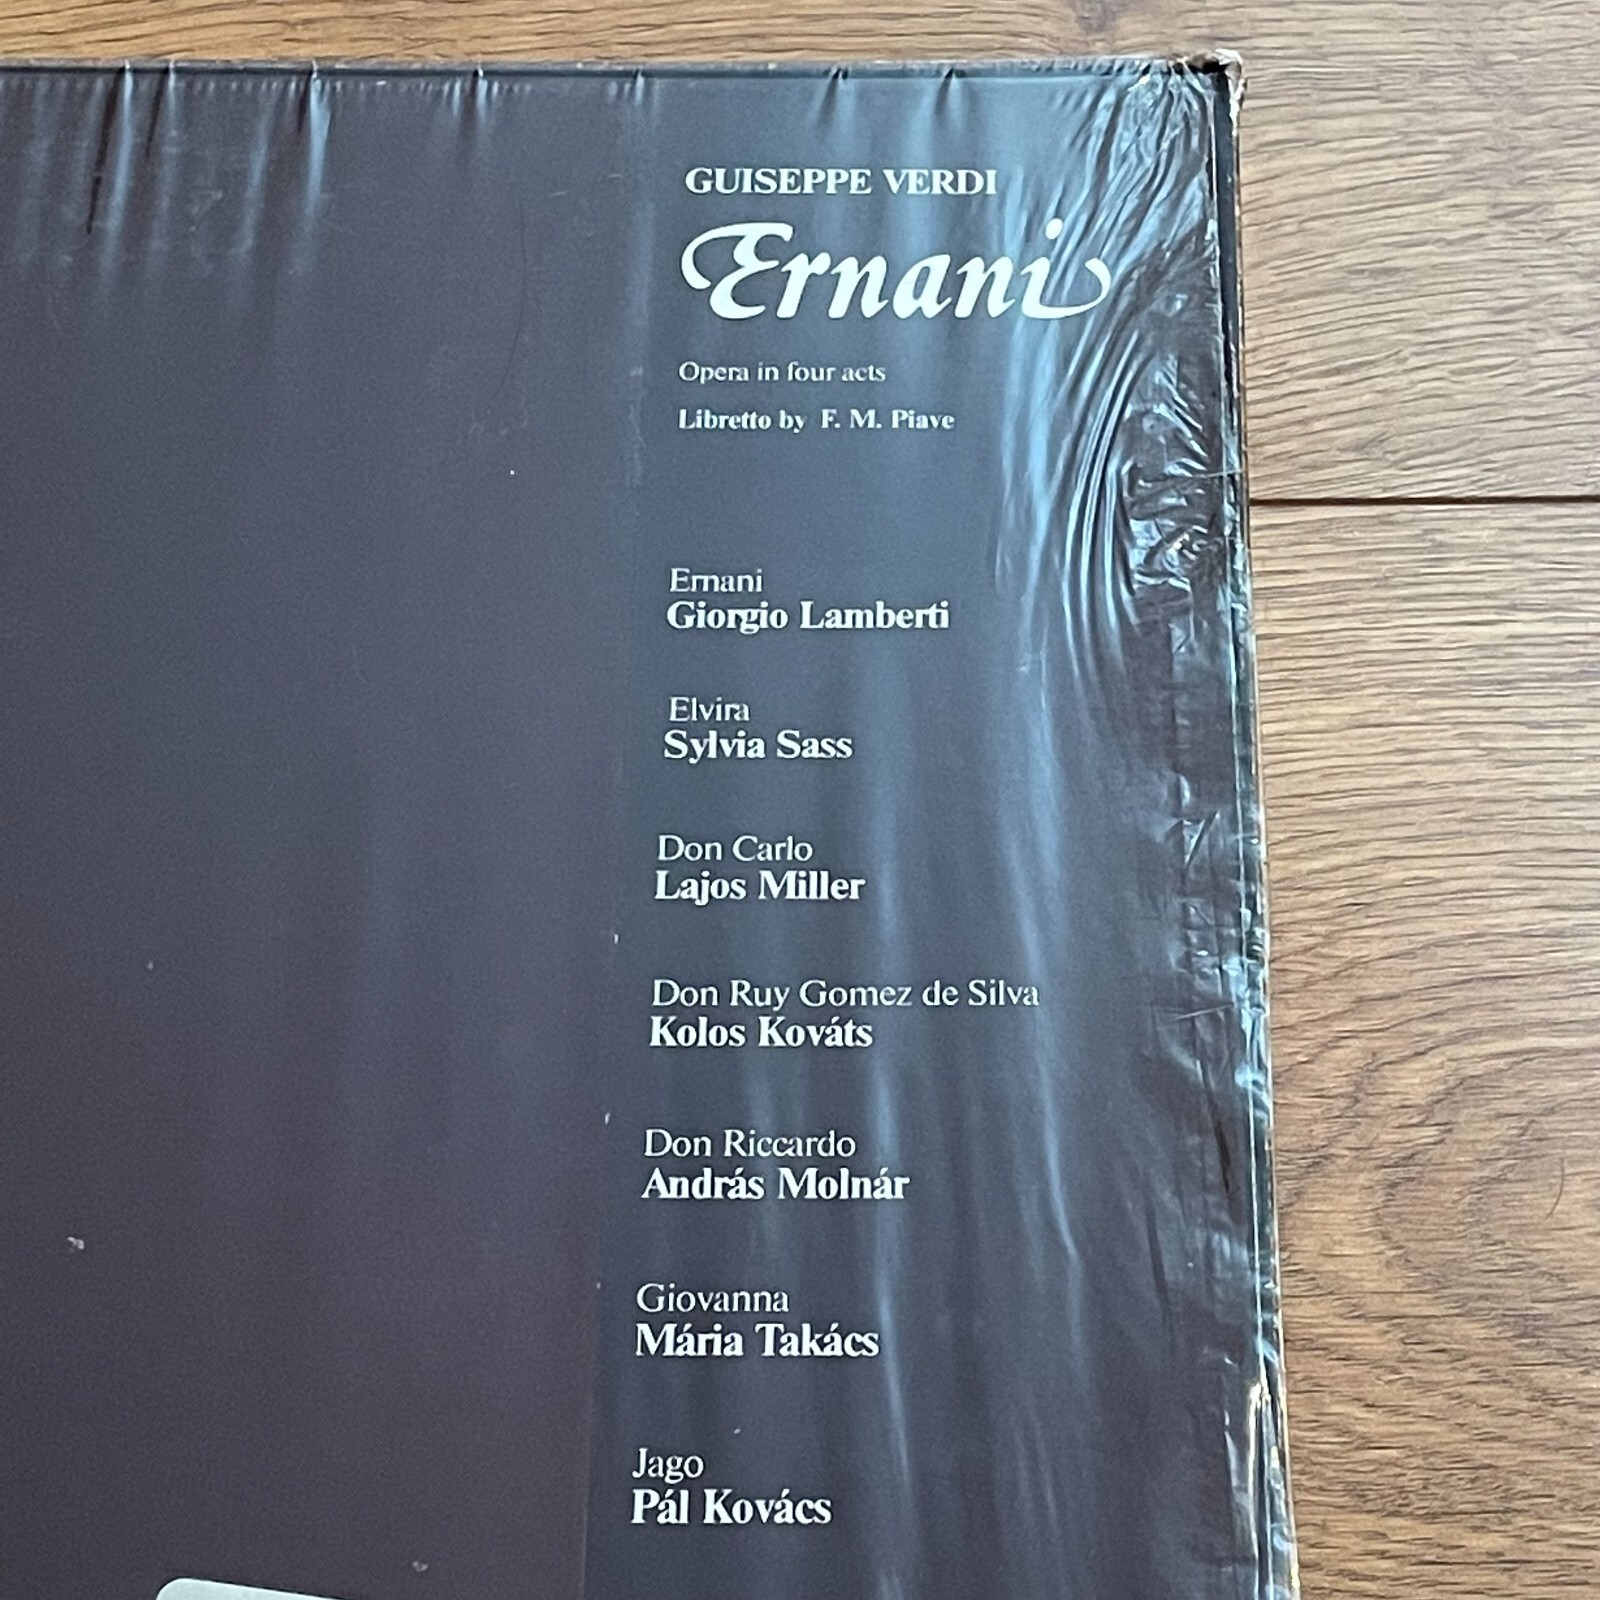 GUISEPPE VERDI
Ernani
Opera in four acts
Libretto by F. M. Piave
Ernani
Giorgio Lamberti
Elvira
Sylvia Sass
Don Carlo
Lajos Miller
Don Ruy Gomez de Silva
Kolos Kováts
Don Riccardo
András Molnár
Giovanna
Mária Takács
Jago
Pál Kovács